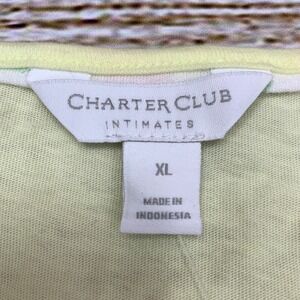 CHARTER CLUB
INTIMATES
XL
MADE IN
INDONESIA